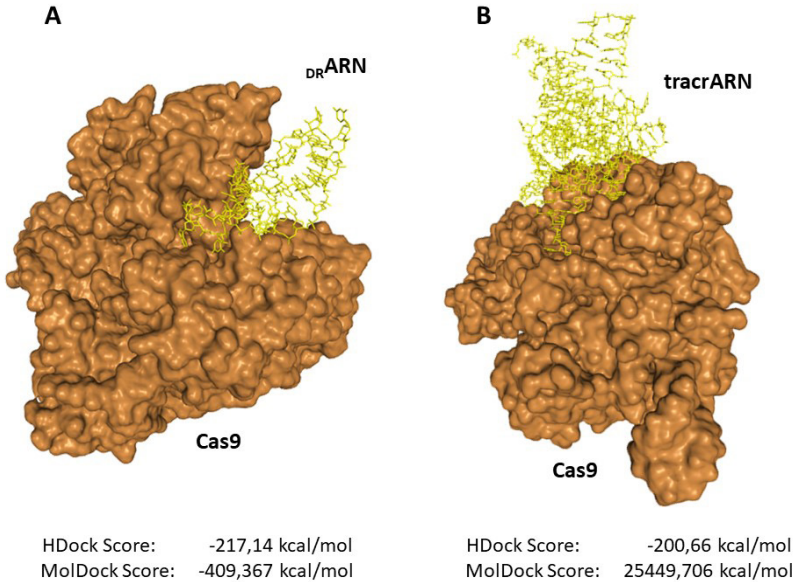 A
DRARN
Cas9
HDock Score: -217,14 kcal/mol
MolDock Score: -409,367 kcal/mol
B
tracrARN
Cas9
HDock Score: -200,66 kcal/mol
MolDock Score: 25449,706 kcal/mol